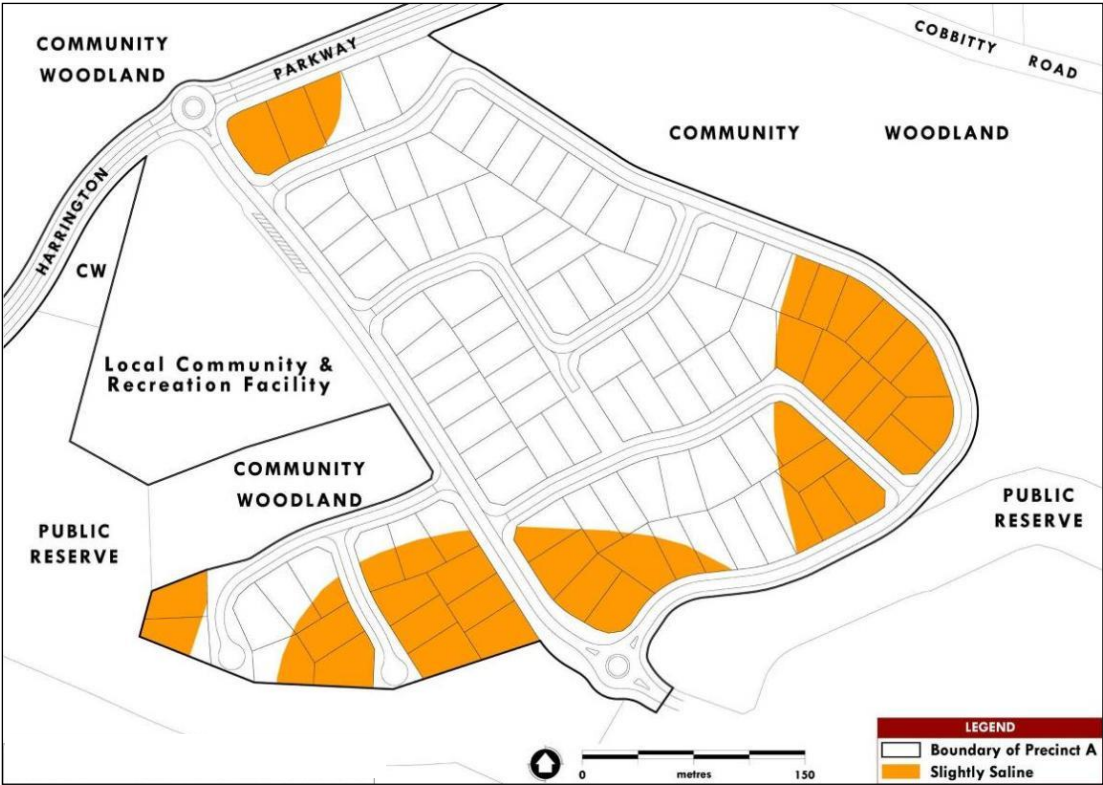 COMMUNITY
WOODLAND
PARKWAY
COBBITTY
ROAD
COMMUNITY
WOODLAND
HARRINGTON
CW
Local Community &
Recreation Facility
COMMUNITY
WOODLAND
PUBLIC
RESERVE
PUBLIC
RESERVE
LEGEND
Boundary of Precinct A
Slightly Saline
0
metres
150